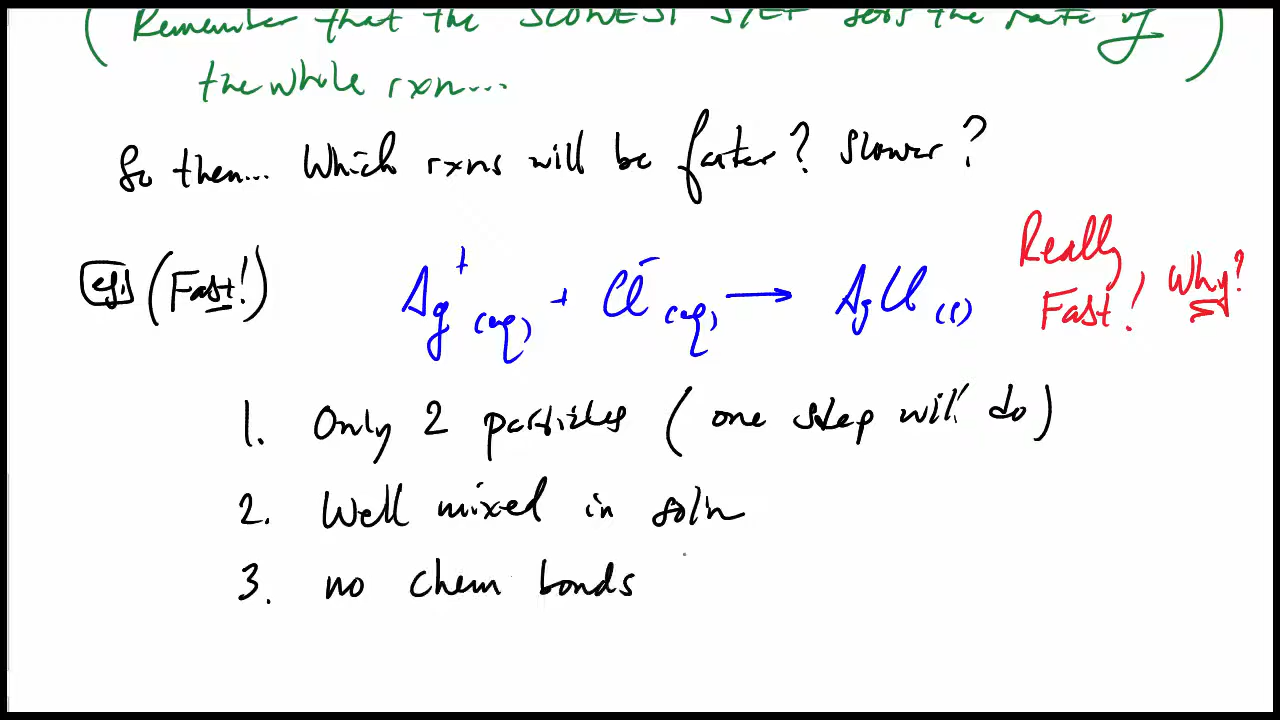 (Remember that the SLOWEST STEP sets the rate of
the whole rxn...)
So then... Which rxns will be faster? Slower?
eg1 (Fast!) Ag⁺(aq) + Cl⁻(aq) → AgCl(s) Really Fast! Why?
1. Only 2 particles (one step will do)
2. Well mixed in sol'n
3. no chem bonds